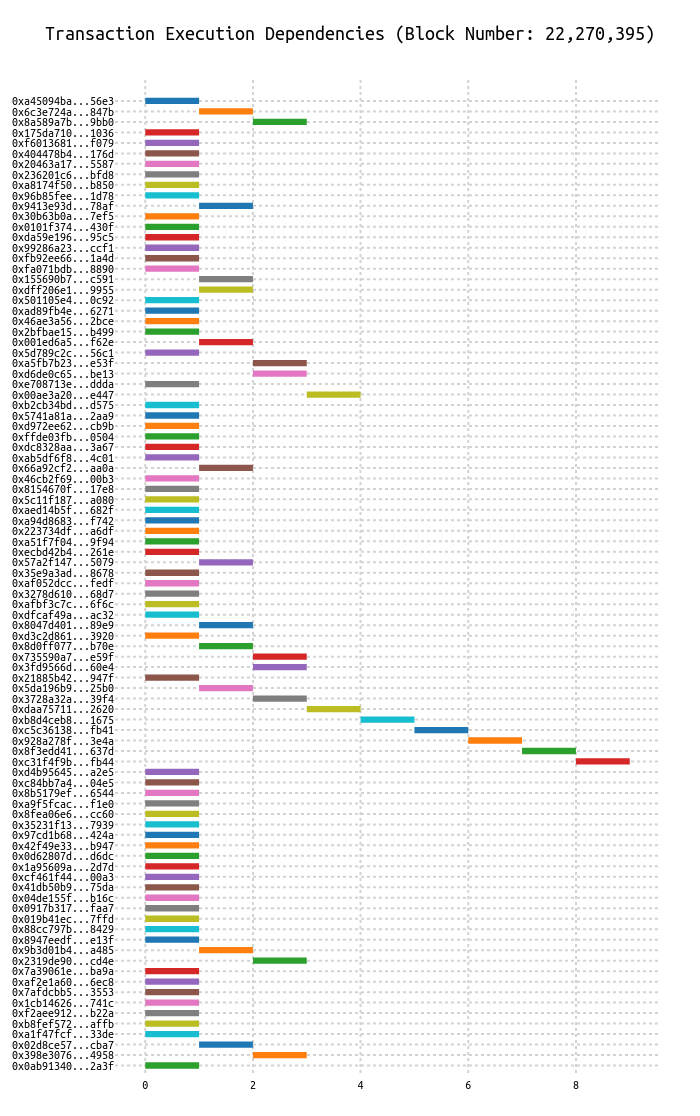 Transaction Execution Dependencies (Block Number: 22,270,395)
0xa45094ba...56e3
0x6c3e724a...847b
0x8a589a7b...9bb0
0x175da710...1036
0xf6013681...f079
0x404478b4...176d
0x20463a17...5587
0x236201c6...bfd8
0xa8174f50...b850
0x96b85fee...1d78
0x9413e93d...78af
0x30b63b0a...7ef5
0x0101f374...430f
0xda59e196...95c5
0x99286a23...ccf1
0xfb92ee66...1a4d
0xfa071bdb...8890
0x155690b7...c591
0xdff206e1...9955
0x501105e4...0c92
0xad89fb4e...6271
0x46ae3a56...2bce
0x2bfbae15...b499
0x001ed6a5...f62e
0x5d789c2c...56c1
0xa5fb7b23...e53f
0xd6de0c65...be13
0xe708713e...ddda
0x00ae3a20...e447
0xb2cb34bd...d575
0x5741a81a...2aa9
0xd972ee62...cb9b
0xffde03fb...0504
0xdc8328aa...3a67
0xab5df6f8...4c01
0x66a92cf2...aa0a
0x46cb2f69...00b3
0x8154670f...17e8
0x5c11f187...a080
0xaed14b5f...682f
0xa94d8683...f742
0x223734df...a6df
0xa51f7f04...9f94
0xecbd42b4...261e
0x57a2f147...5079
0x35e9a3ad...8678
0xaf052dcc...fedf
0x3278d610...68d7
0xafbf3c7c...6f6c
0xdfcaf49a...ac32
0x8047d401...89e9
0xd3c2d861...3920
0x8d0ff077...b70e
0x735590a7...e59f
0x3fd9566d...60e4
0x21885b42...947f
0x5da196b9...25b0
0x3728a32a...39f4
0xdaa75711...2620
0xb8d4ceb8...1675
0xc5c36138...fb41
0x928a278f...3e4a
0x8f3edd41...637d
0xc31f4f9b...fb44
0xd4b95645...a2e5
0xc84bb7a4...04e5
0x8b5179ef...6544
0xa9f5fcac...f1e0
0x8fea06e6...cc60
0x35231f13...7939
0x97cd1b68...424a
0x42f49e33...b947
0x0d62807d...d6dc
0x1a95609a...2d7d
0xcf461f44...00a3
0x41db50b9...75da
0x04de155f...b16c
0x0917b317...faa7
0x019b41ec...7ffd
0x88cc797b...8429
0x8947eedf...e13f
0x9b3d01b4...a485
0x2319de90...cd4e
0x7a39061e...ba9a
0xaf2e1a60...6ec8
0x7afdcbb5...3553
0x1cb14626...741c
0xf2aee912...b22a
0xb8fef572...affb
0xa1f47fcf...33de
0x02d8ce57...cba7
0x398e3076...4958
0x0ab91340...2a3f
0 2 4 6 8